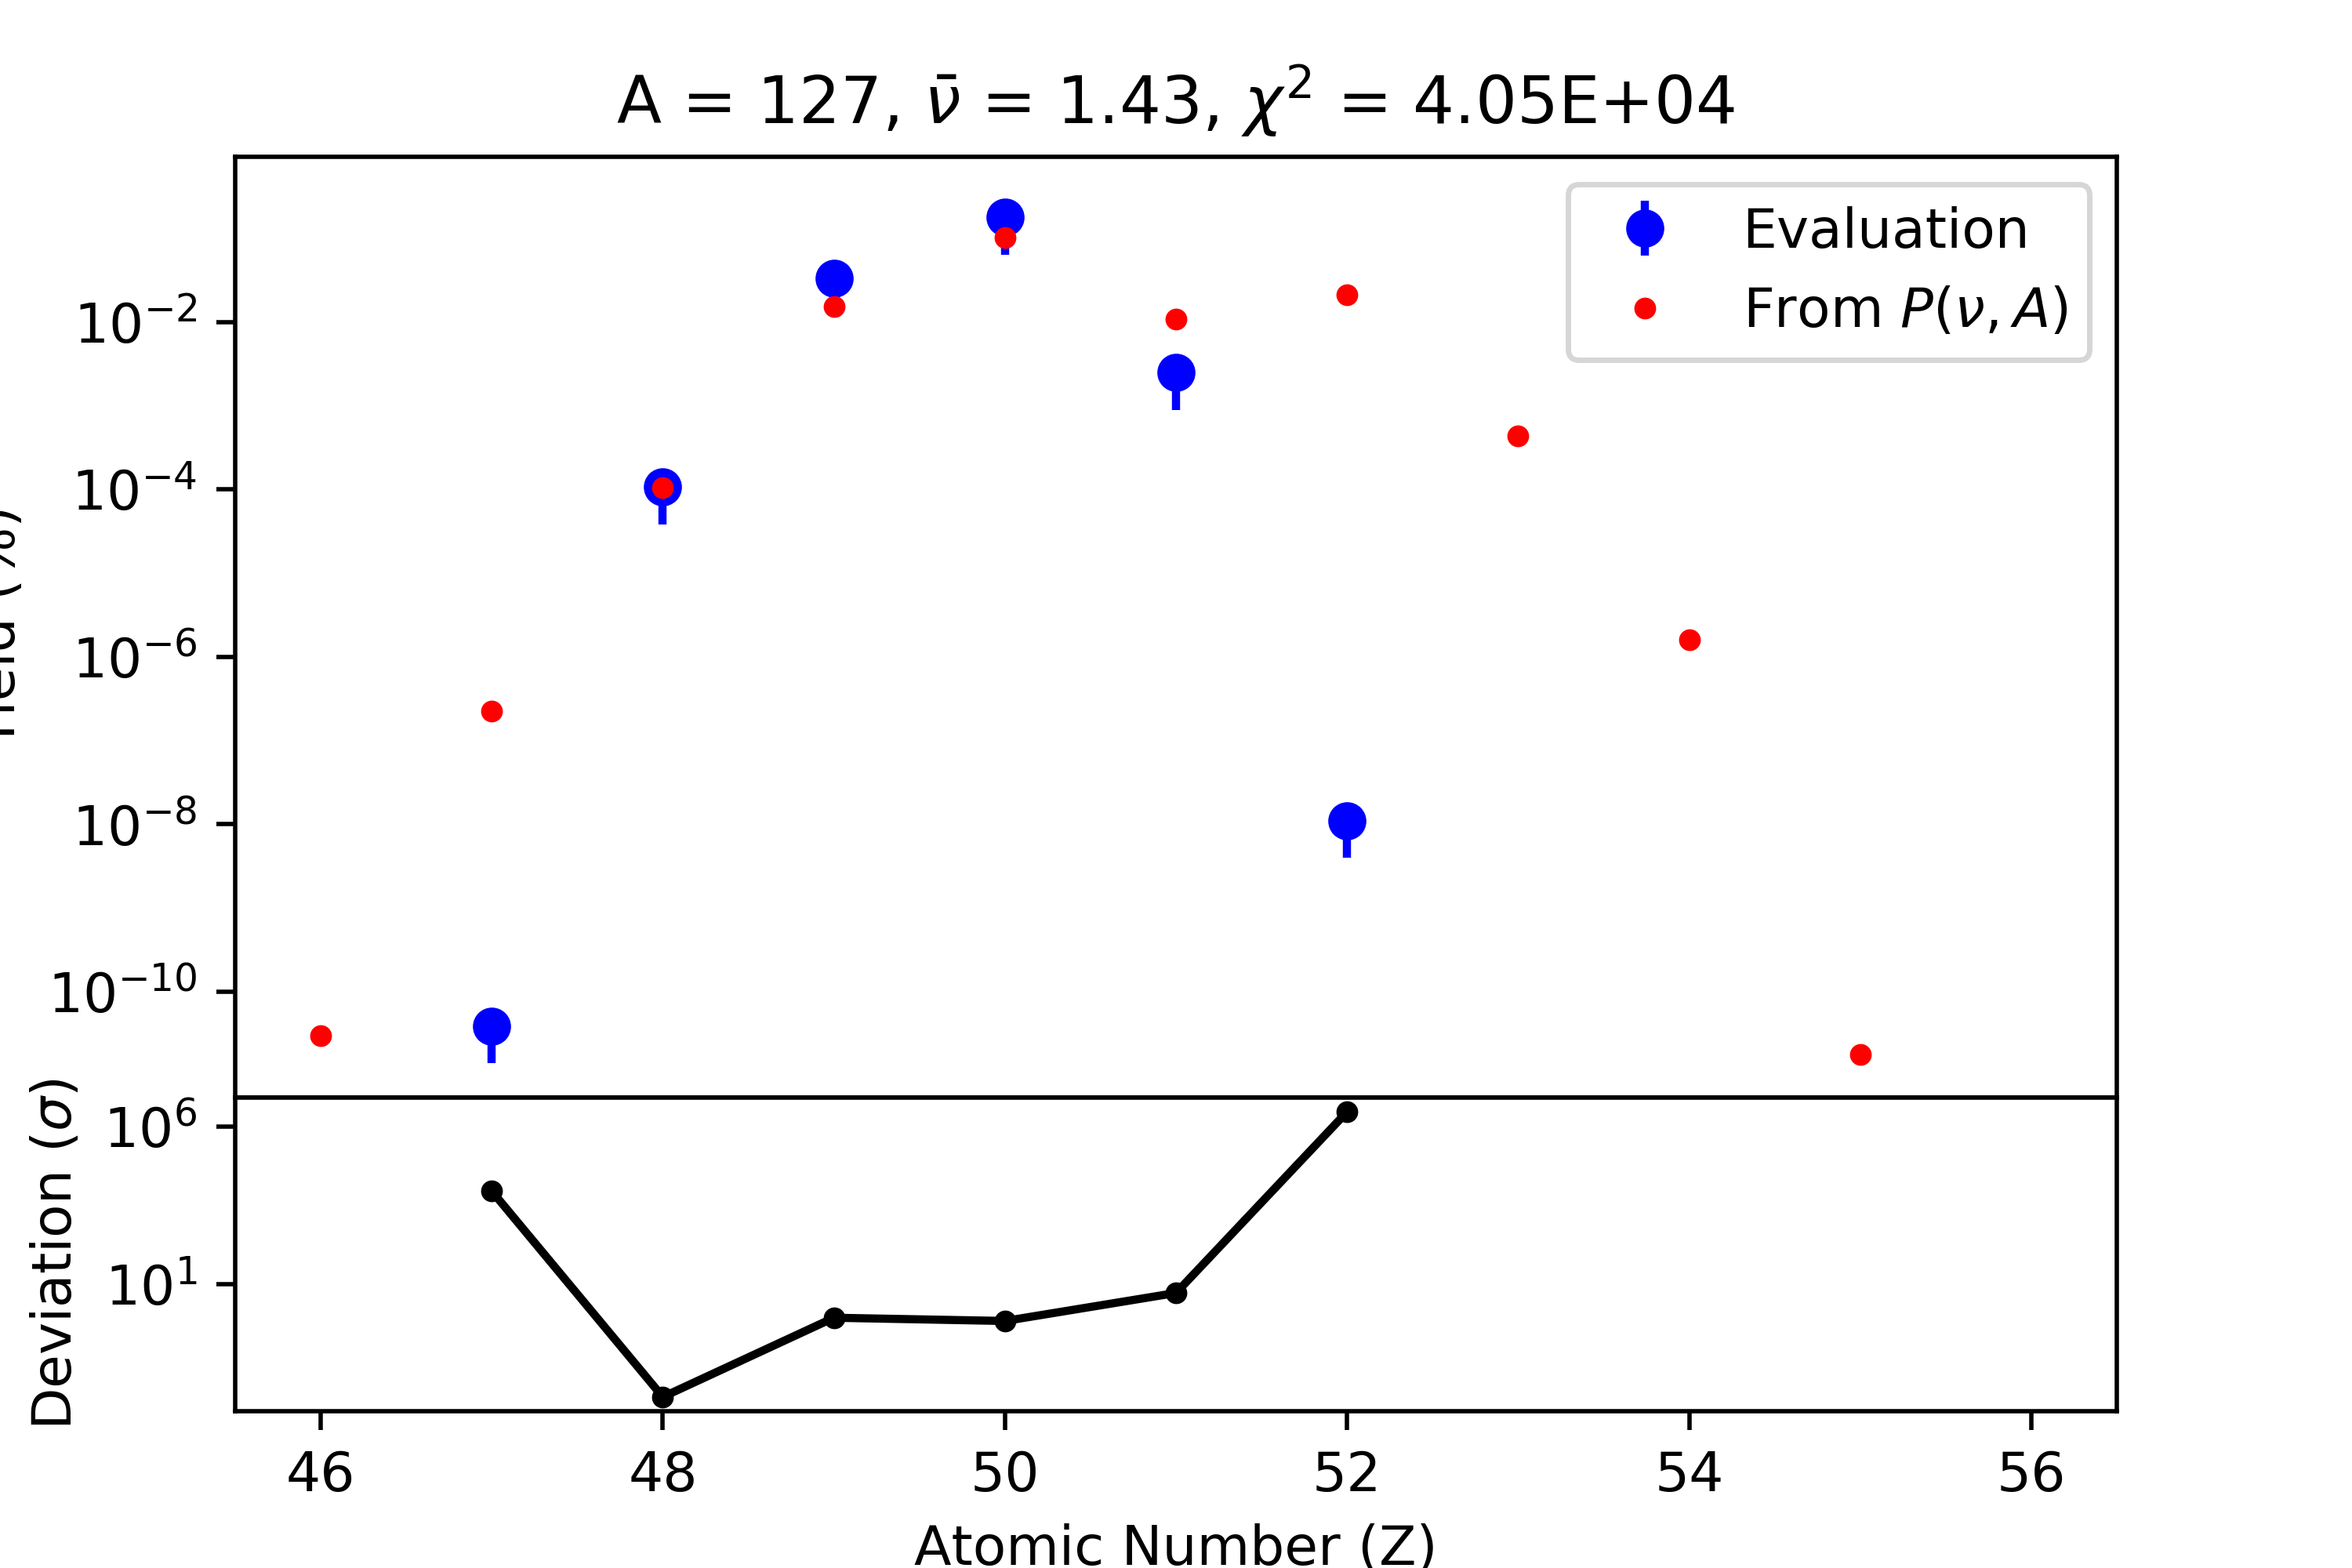 A = 127, ν̄ = 1.43, χ² = 4.05E+04
Evaluation
From P(ν, A)
10⁻²
10⁻⁴
10⁻⁶
10⁻⁸
10⁻¹⁰
(%)
Deviation (σ)
10⁶
10¹
46 48 50 52 54 56
Atomic Number (Z)